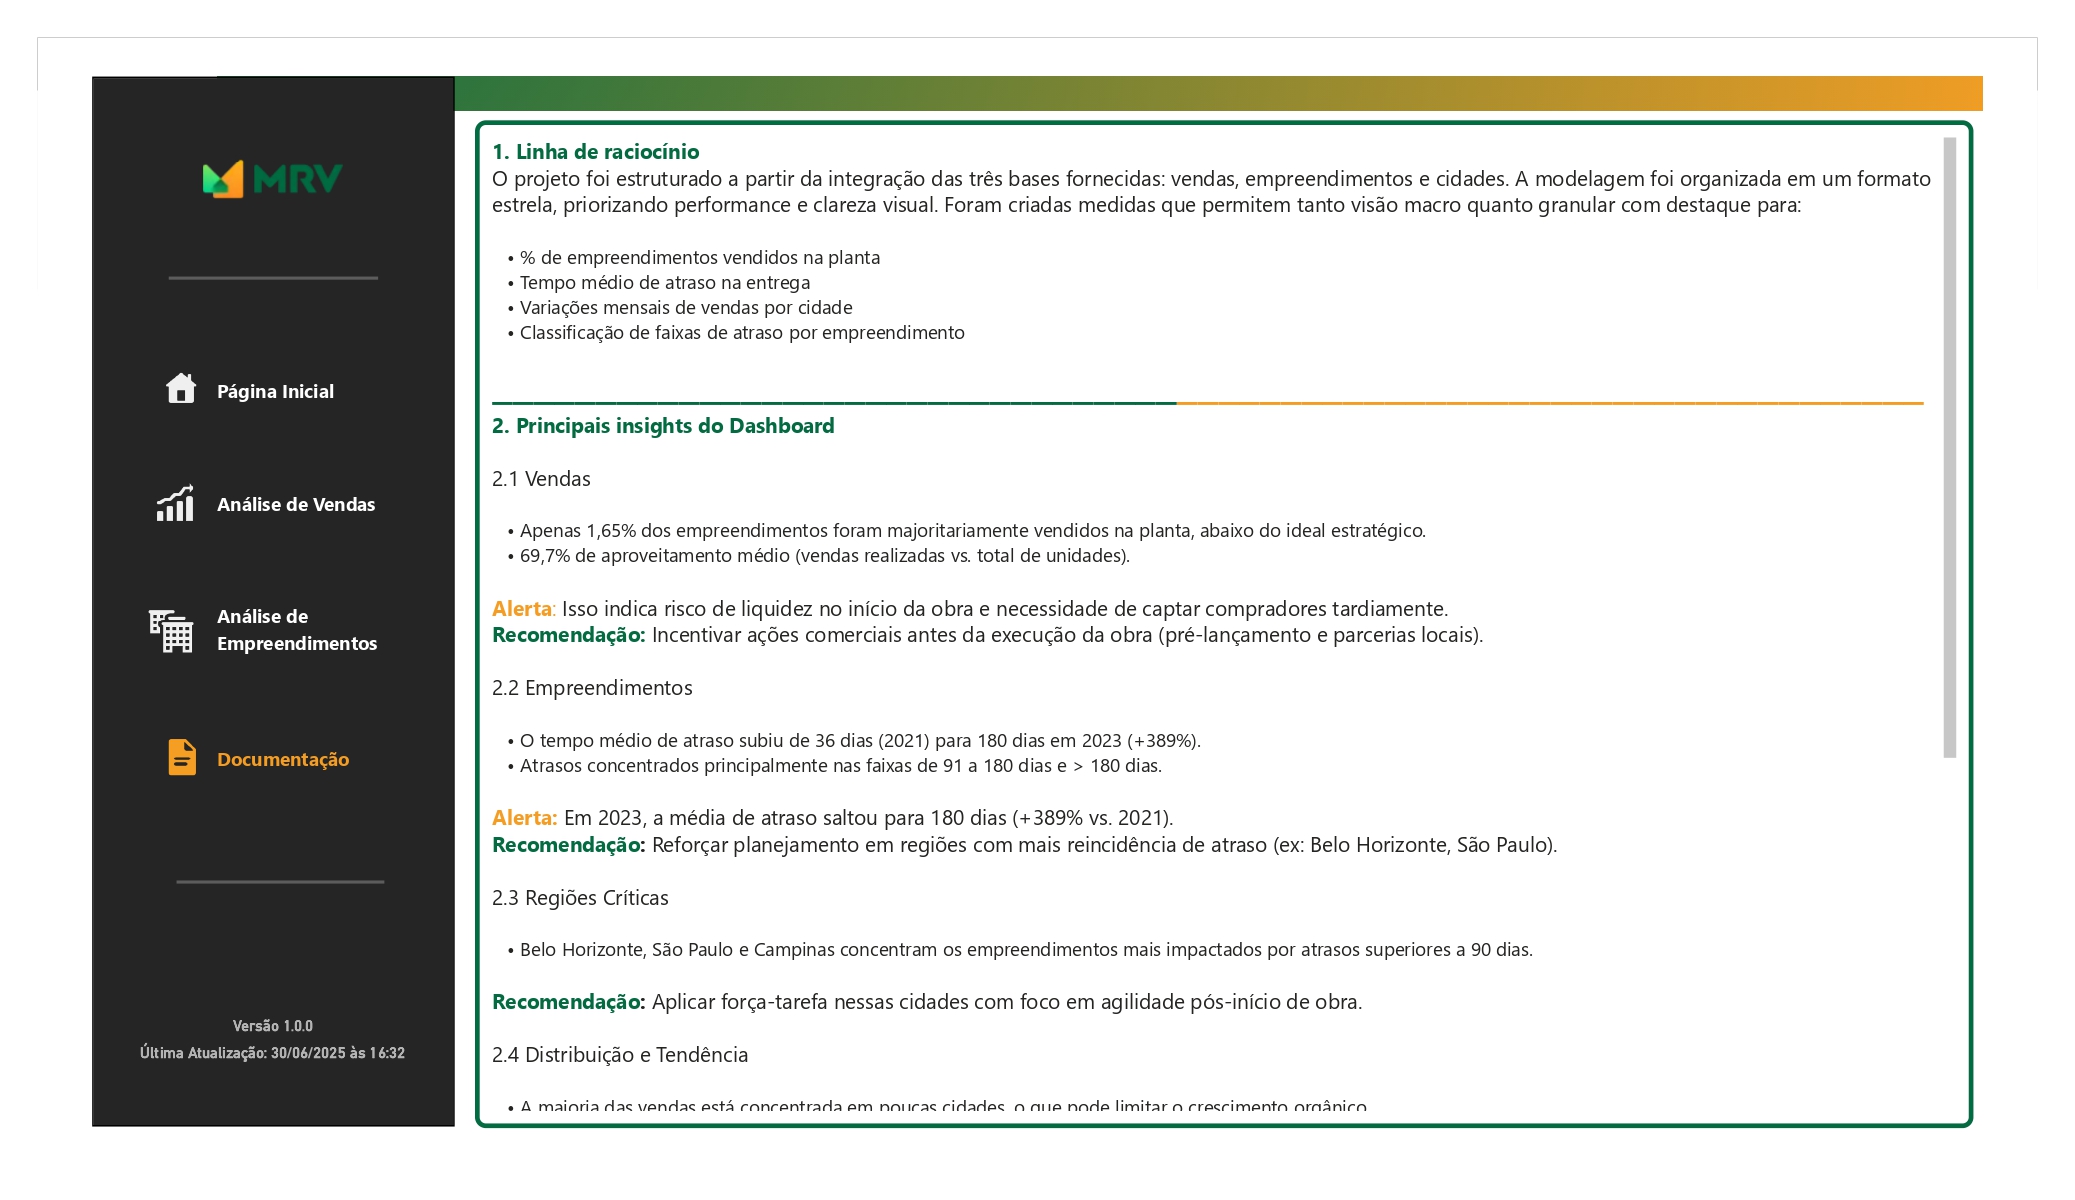 MRV
Página Inicial
Análise de Vendas
Análise de
Empreendimentos
Documentação
Versão 1.0.0
Última Atualização: 30/06/2025 às 16:32
1. Linha de raciocínio
O projeto foi estruturado a partir da integração das três bases fornecidas: vendas, empreendimentos e cidades. A modelagem foi organizada em um formato
estrela, priorizando performance e clareza visual. Foram criadas medidas que permitem tanto visão macro quanto granular com destaque para:
• % de empreendimentos vendidos na planta
• Tempo médio de atraso na entrega
• Variações mensais de vendas por cidade
• Classificação de faixas de atraso por empreendimento
2. Principais insights do Dashboard
2.1 Vendas
• Apenas 1,65% dos empreendimentos foram majoritariamente vendidos na planta, abaixo do ideal estratégico.
• 69,7% de aproveitamento médio (vendas realizadas vs. total de unidades).
Alerta: Isso indica risco de liquidez no início da obra e necessidade de captar compradores tardiamente.
Recomendação: Incentivar ações comerciais antes da execução da obra (pré-lançamento e parcerias locais).
2.2 Empreendimentos
• O tempo médio de atraso subiu de 36 dias (2021) para 180 dias em 2023 (+389%).
• Atrasos concentrados principalmente nas faixas de 91 a 180 dias e > 180 dias.
Alerta: Em 2023, a média de atraso saltou para 180 dias (+389% vs. 2021).
Recomendação: Reforçar planejamento em regiões com mais reincidência de atraso (ex: Belo Horizonte, São Paulo).
2.3 Regiões Críticas
• Belo Horizonte, São Paulo e Campinas concentram os empreendimentos mais impactados por atrasos superiores a 90 dias.
Recomendação: Aplicar força-tarefa nessas cidades com foco em agilidade pós-início de obra.
2.4 Distribuição e Tendência
• A maioria das vendas está concentrada em poucas cidades, o que pode limitar o crescimento orgânico